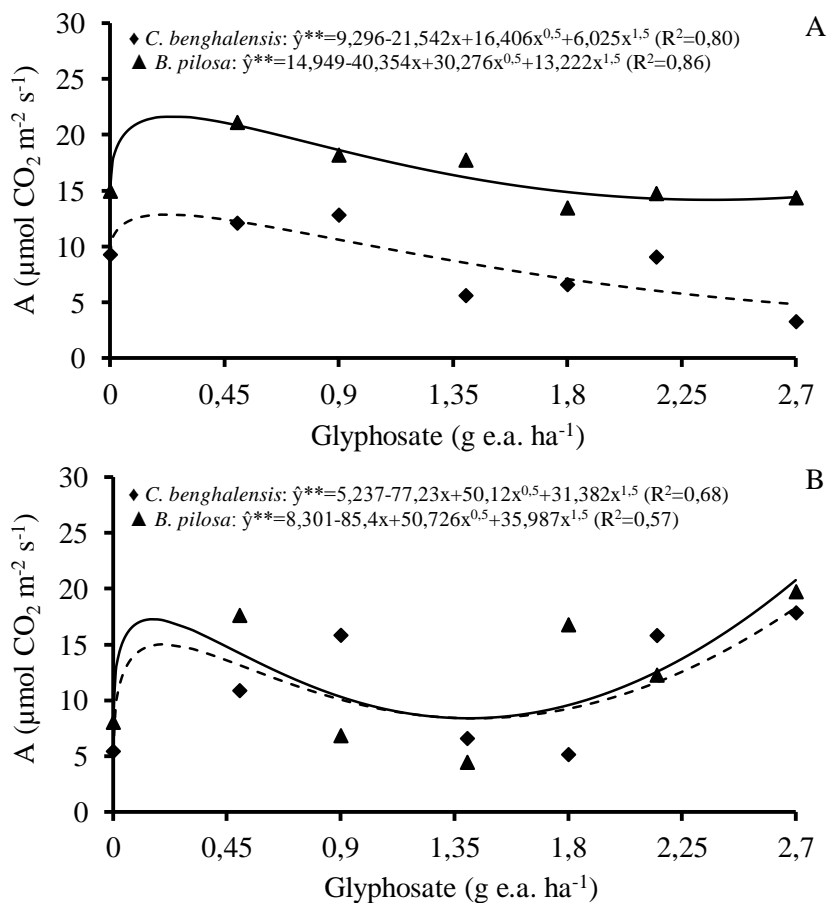 A
♦ C. benghalensis: ŷ**=9,296-21,542x+16,406x^0,5+6,025x^1,5 (R²=0,80)
▲ B. pilosa: ŷ**=14,949-40,354x+30,276x^0,5+13,222x^1,5 (R²=0,86)
A (µmol CO₂ m⁻² s⁻¹)
30
25
20
15
10
5
0
0 0,45 0,9 1,35 1,8 2,25 2,7
Glyphosate (g e.a. ha⁻¹)
B
♦ C. benghalensis: ŷ**=5,237-77,23x+50,12x^0,5+31,382x^1,5 (R²=0,68)
▲ B. pilosa: ŷ**=8,301-85,4x+50,726x^0,5+35,987x^1,5 (R²=0,57)
A (µmol CO₂ m⁻² s⁻¹)
30
25
20
15
10
5
0
0 0,45 0,9 1,35 1,8 2,25 2,7
Glyphosate (g e.a. ha⁻¹)